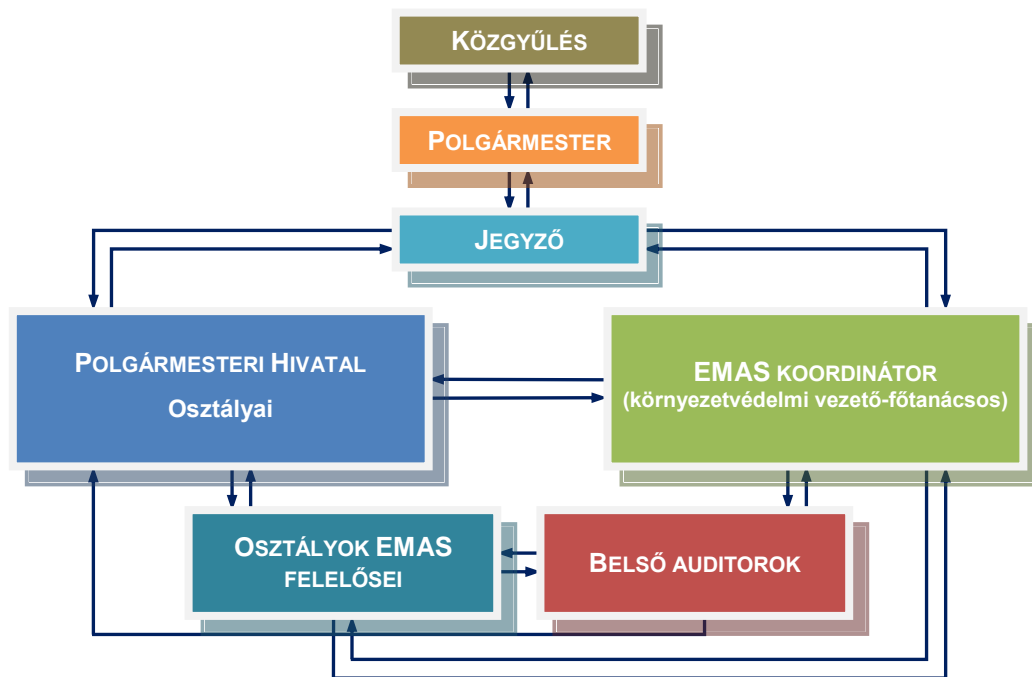 KÖZGYŰLÉS
POLGÁRMESTER
JEGYZŐ
POLGÁRMESTERI HIVATAL
Osztályai
EMAS KOORDINÁTOR
(környezetvédelmi vezető-főtanácsos)
OSZTÁLYOK EMAS
FELELŐSEI
BELSŐ AUDITOROK